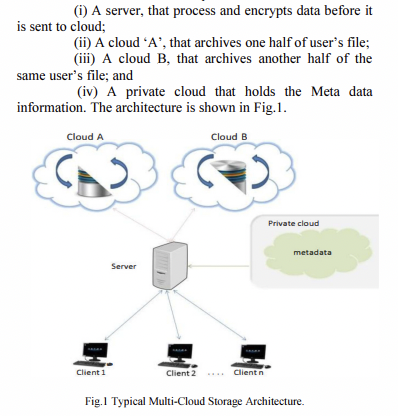 (i) A server, that process and encrypts data before it
is sent to cloud;
(ii) A cloud ‘A’, that archives one half of user's file;
(iii) A cloud B, that archives another half of the
same user's file; and
(iv) A private cloud that holds the Meta data
information. The architecture is shown in Fig.1.
Cloud A
Cloud B
Private cloud
metadata
Server
Client 1
Client 2
....
Client n
Fig.1 Typical Multi-Cloud Storage Architecture.